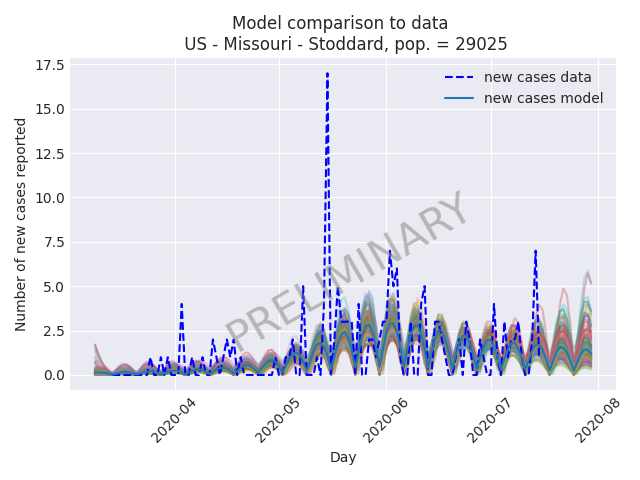 Model comparison to data
US - Missouri - Stoddard, pop. = 29025
17.5
15.0
12.5
10.0
7.5
5.0
2.5
0.0
Number of new cases reported
new cases data
new cases model
PRELIMINARY
2020-04
2020-05
2020-06
2020-07
2020-08
Day